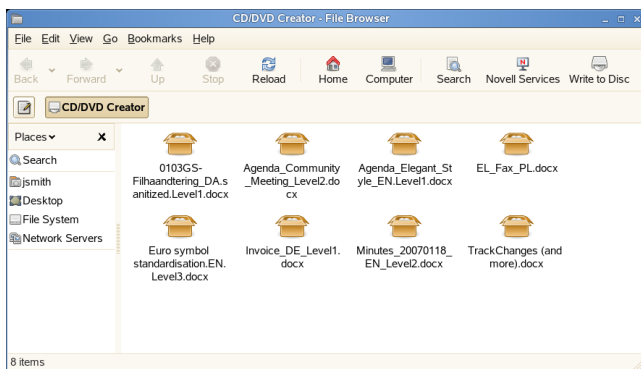 CD/DVD Creator - File Browser
File Edit View Go Bookmarks Help
Back Forward Up Stop Reload Home Computer Search Novell Services Write to Disc
CD/DVD Creator
Places
Search
jsmith
Desktop
File System
Network Servers
0103GS-
Filhaandtering_DA.s
anitized.Level1.docx
Agenda_Community
_Meeting_Level2.do
cx
Agenda_Elegant_St
yle_EN.Level1.docx
EL_Fax_PL.docx
Euro symbol
standardisation.EN.
Level3.docx
Invoice_DE_Level1.
docx
Minutes_20070118_
EN_Level2.docx
TrackChanges (and
more).docx
8 items